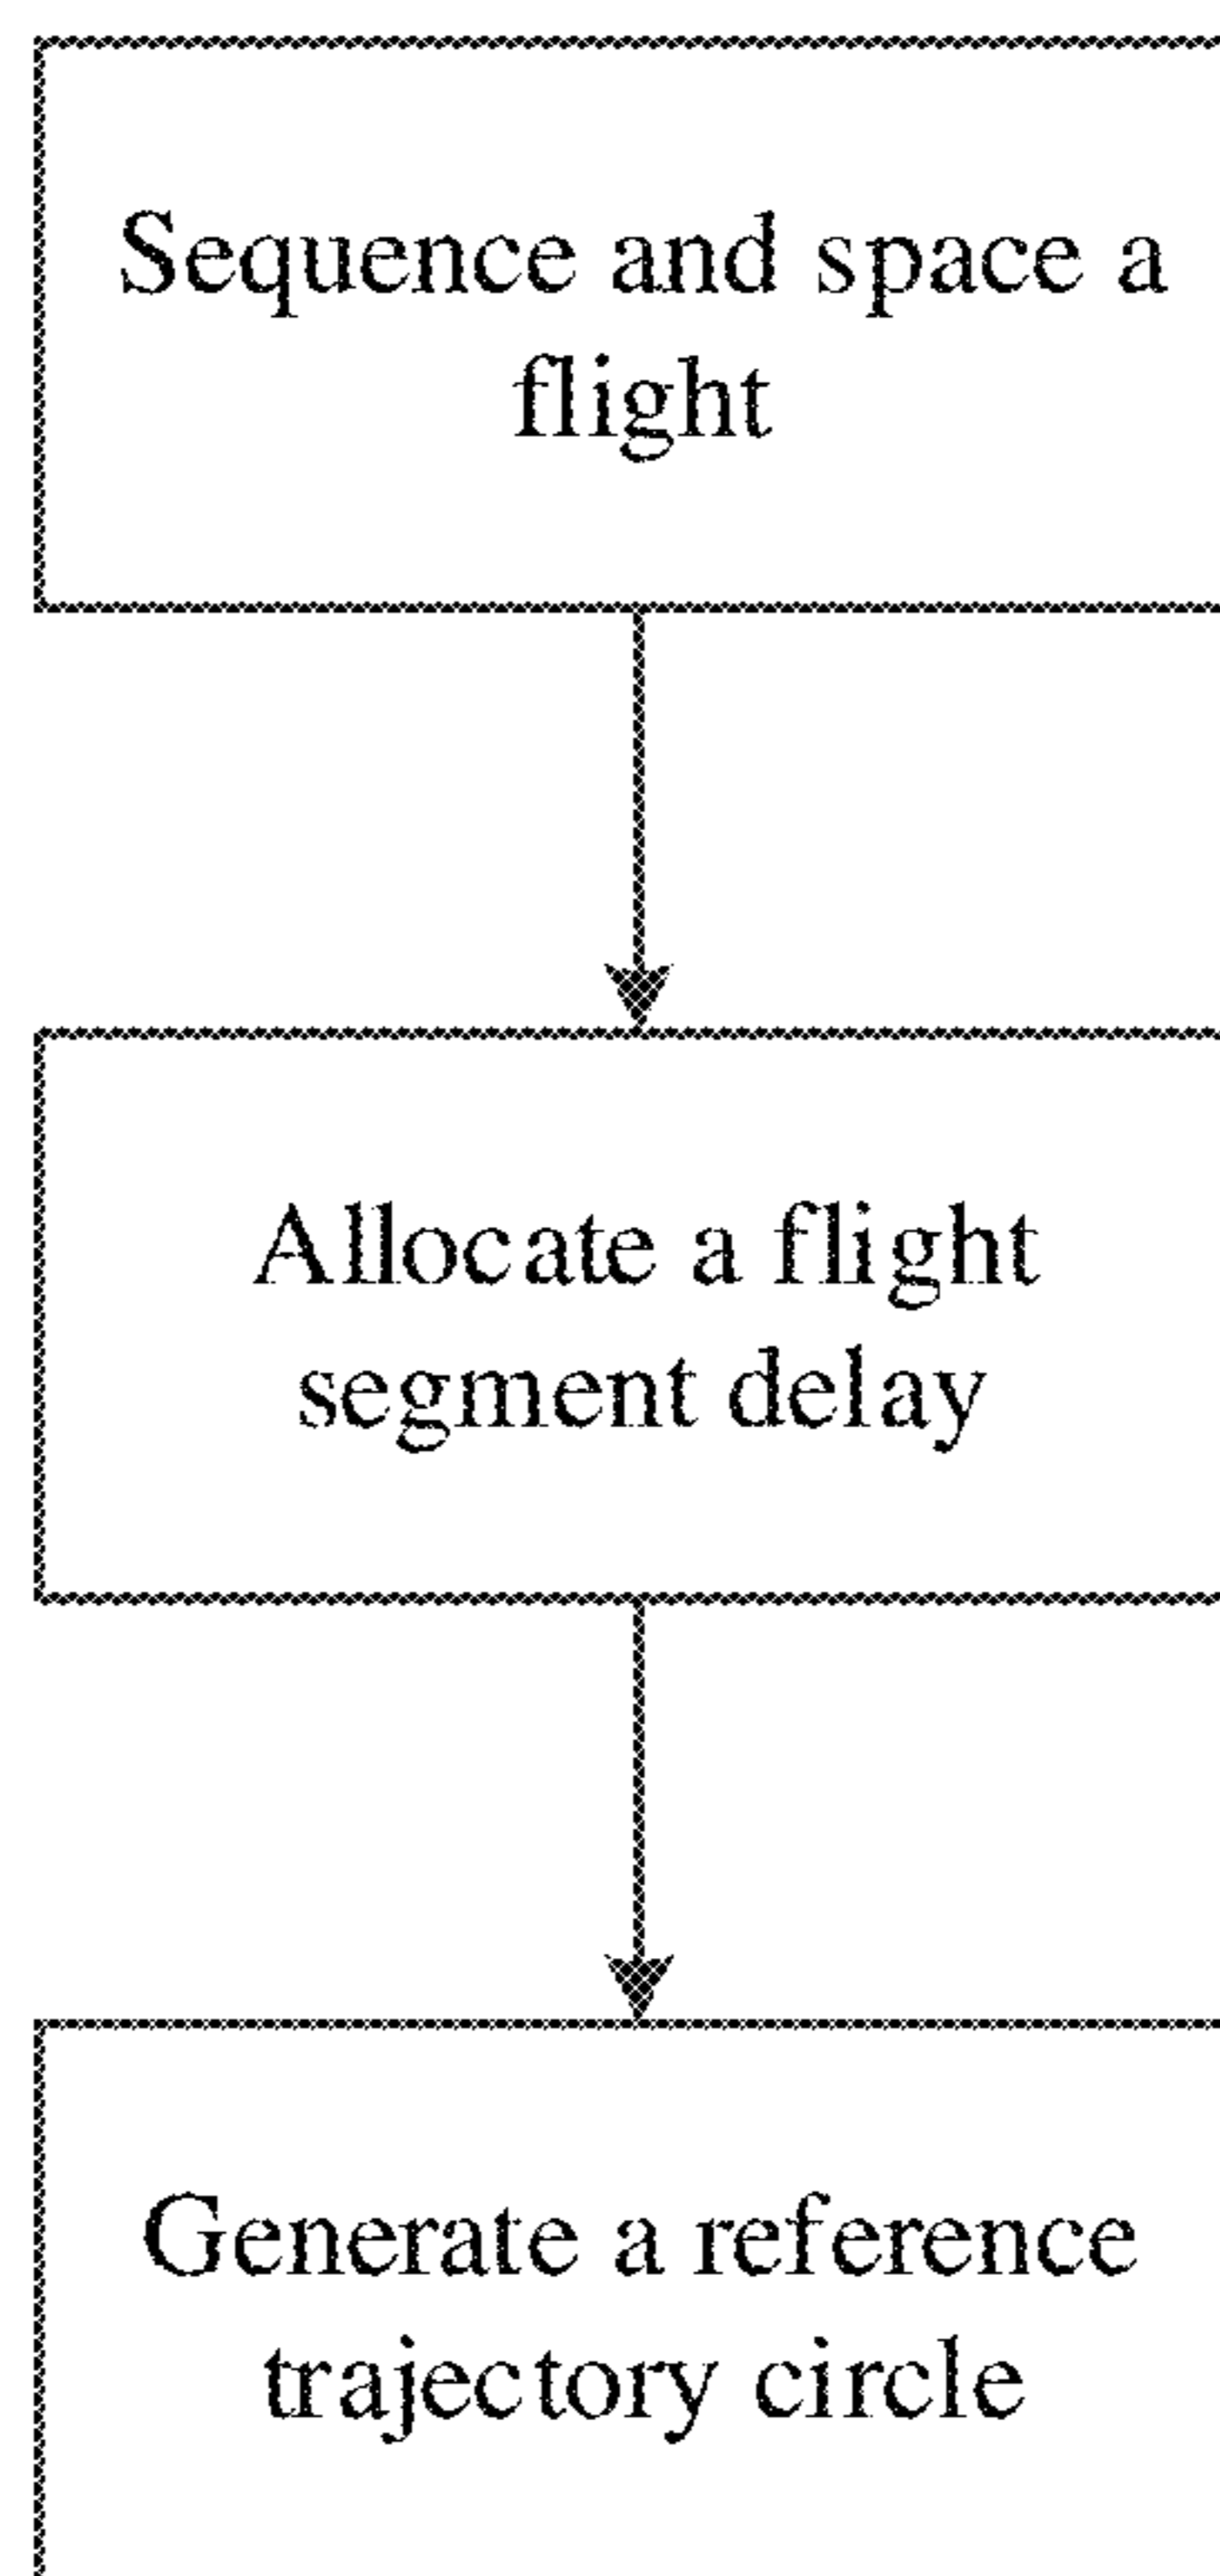 Sequence and space a
flight
Allocate a flight
segment delay
Generate a reference
trajectory circle